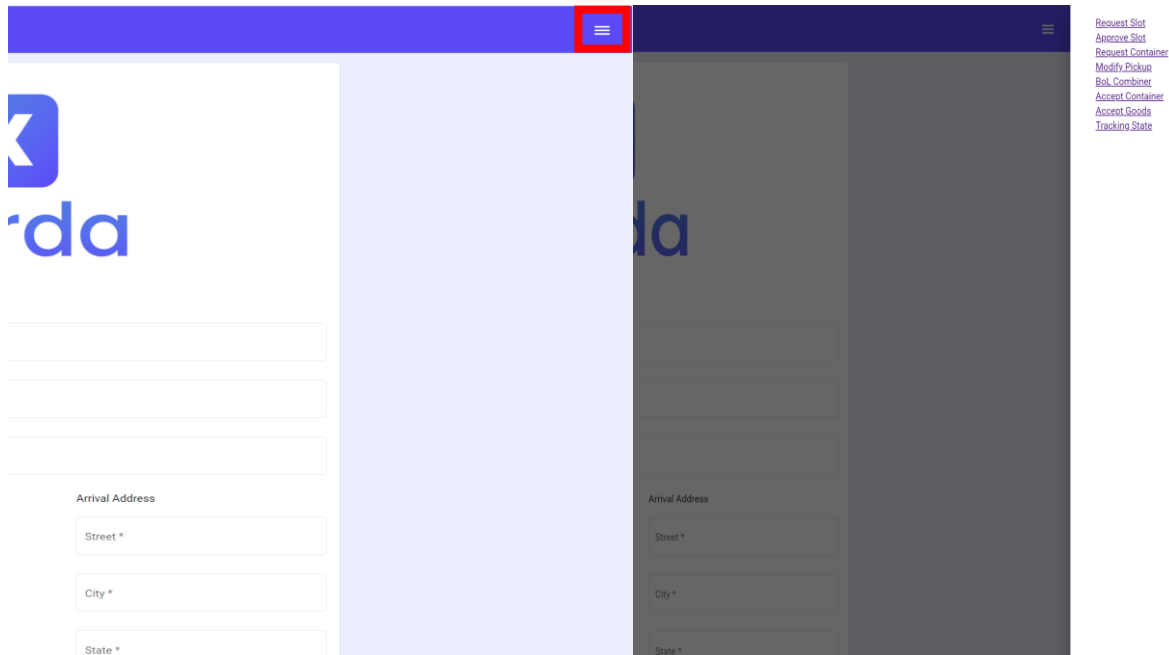 rda
Arrival Address
Street *
City *
State *
da
Arrival Address
Street *
City *
State *
Request Slot
Approve Slot
Request Container
Modify Pickup
BoL Combiner
Accept Container
Accept Goods
Tracking State